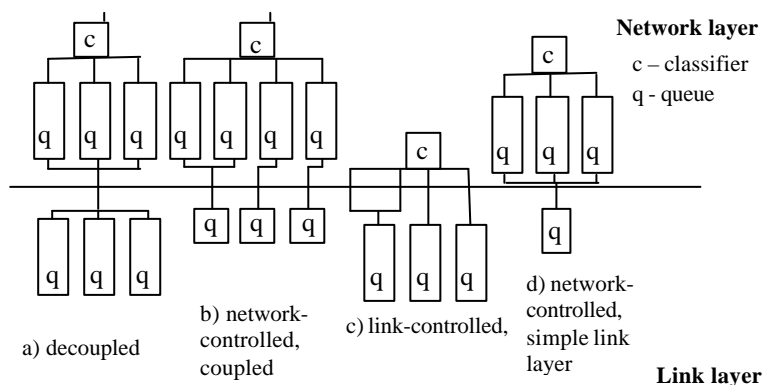 Network layer
c – classifier
q - queue
c
c
c
q q q
q q q q
q q q
c
q q q
q q q
q q q
q
a) decoupled
b) network-
controlled,
coupled
c) link-controlled,
d) network-
controlled,
simple link
layer
Link layer